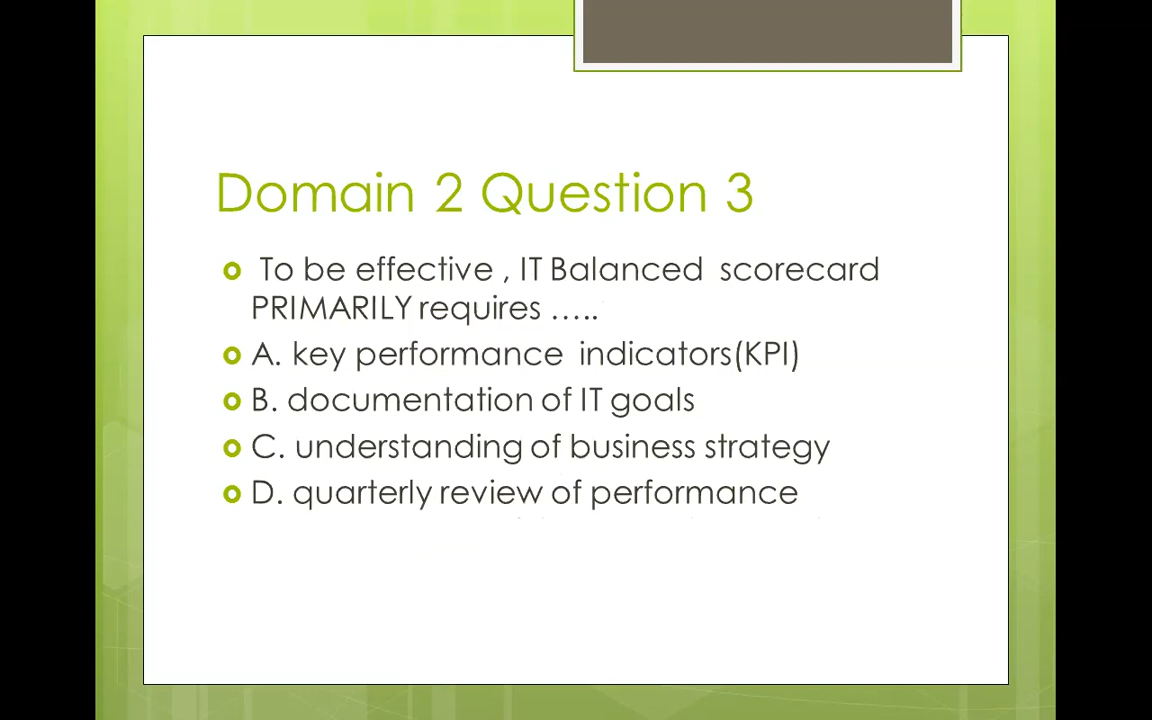 Domain 2 Question 3
To be effective , IT Balanced scorecard
PRIMARILY requires …..
A. key performance indicators(KPI)
B. documentation of IT goals
C. understanding of business strategy
D. quarterly review of performance